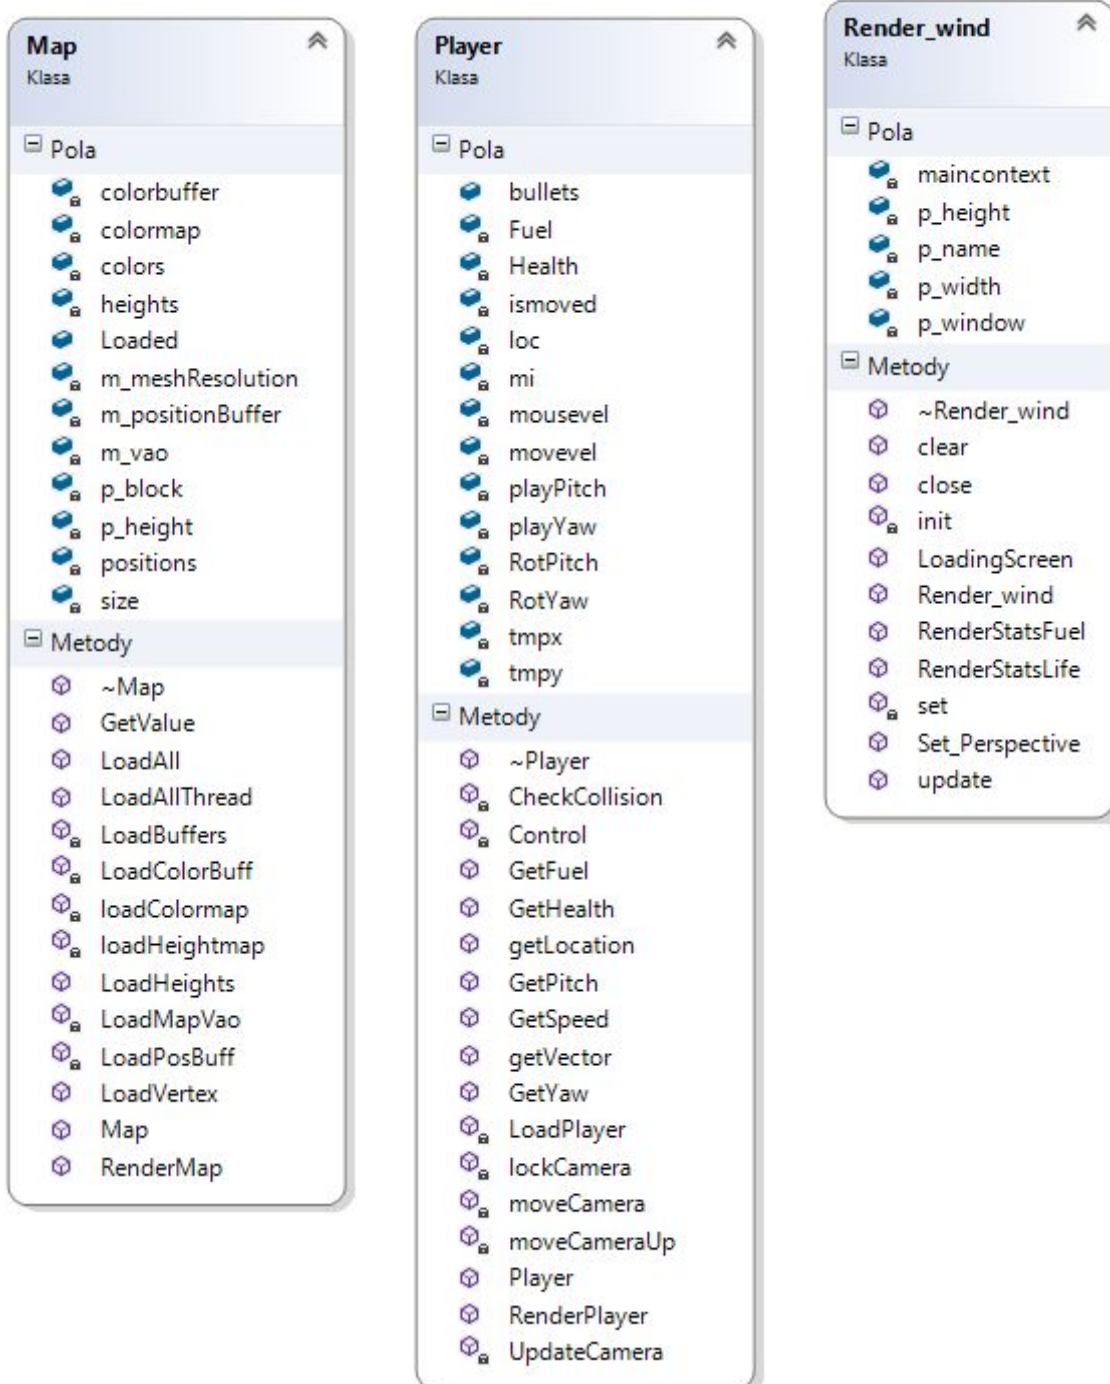 Map
Klasa
Pola
colorbuffer
colormap
colors
heights
Loaded
m_meshResolution
m_positionBuffer
m_vao
p_block
p_height
positions
size
Metody
~Map
GetValue
LoadAll
LoadAllThread
LoadBuffers
LoadColorBuff
loadColormap
loadHeightmap
LoadHeights
LoadMapVao
LoadPosBuff
LoadVertex
Map
RenderMap
Player
Klasa
Pola
bullets
Fuel
Health
ismoved
loc
mi
mousevel
movevel
playPitch
playYaw
RotPitch
RotYaw
tmpx
tmpy
Metody
~Player
CheckCollision
Control
GetFuel
GetHealth
getLocation
GetPitch
GetSpeed
getVector
GetYaw
LoadPlayer
lockCamera
moveCamera
moveCameraUp
Player
RenderPlayer
UpdateCamera
Render_wind
Klasa
Pola
maincontext
p_height
p_name
p_width
p_window
Metody
~Render_wind
clear
close
init
LoadingScreen
Render_wind
RenderStatsFuel
RenderStatsLife
set
Set_Perspective
update